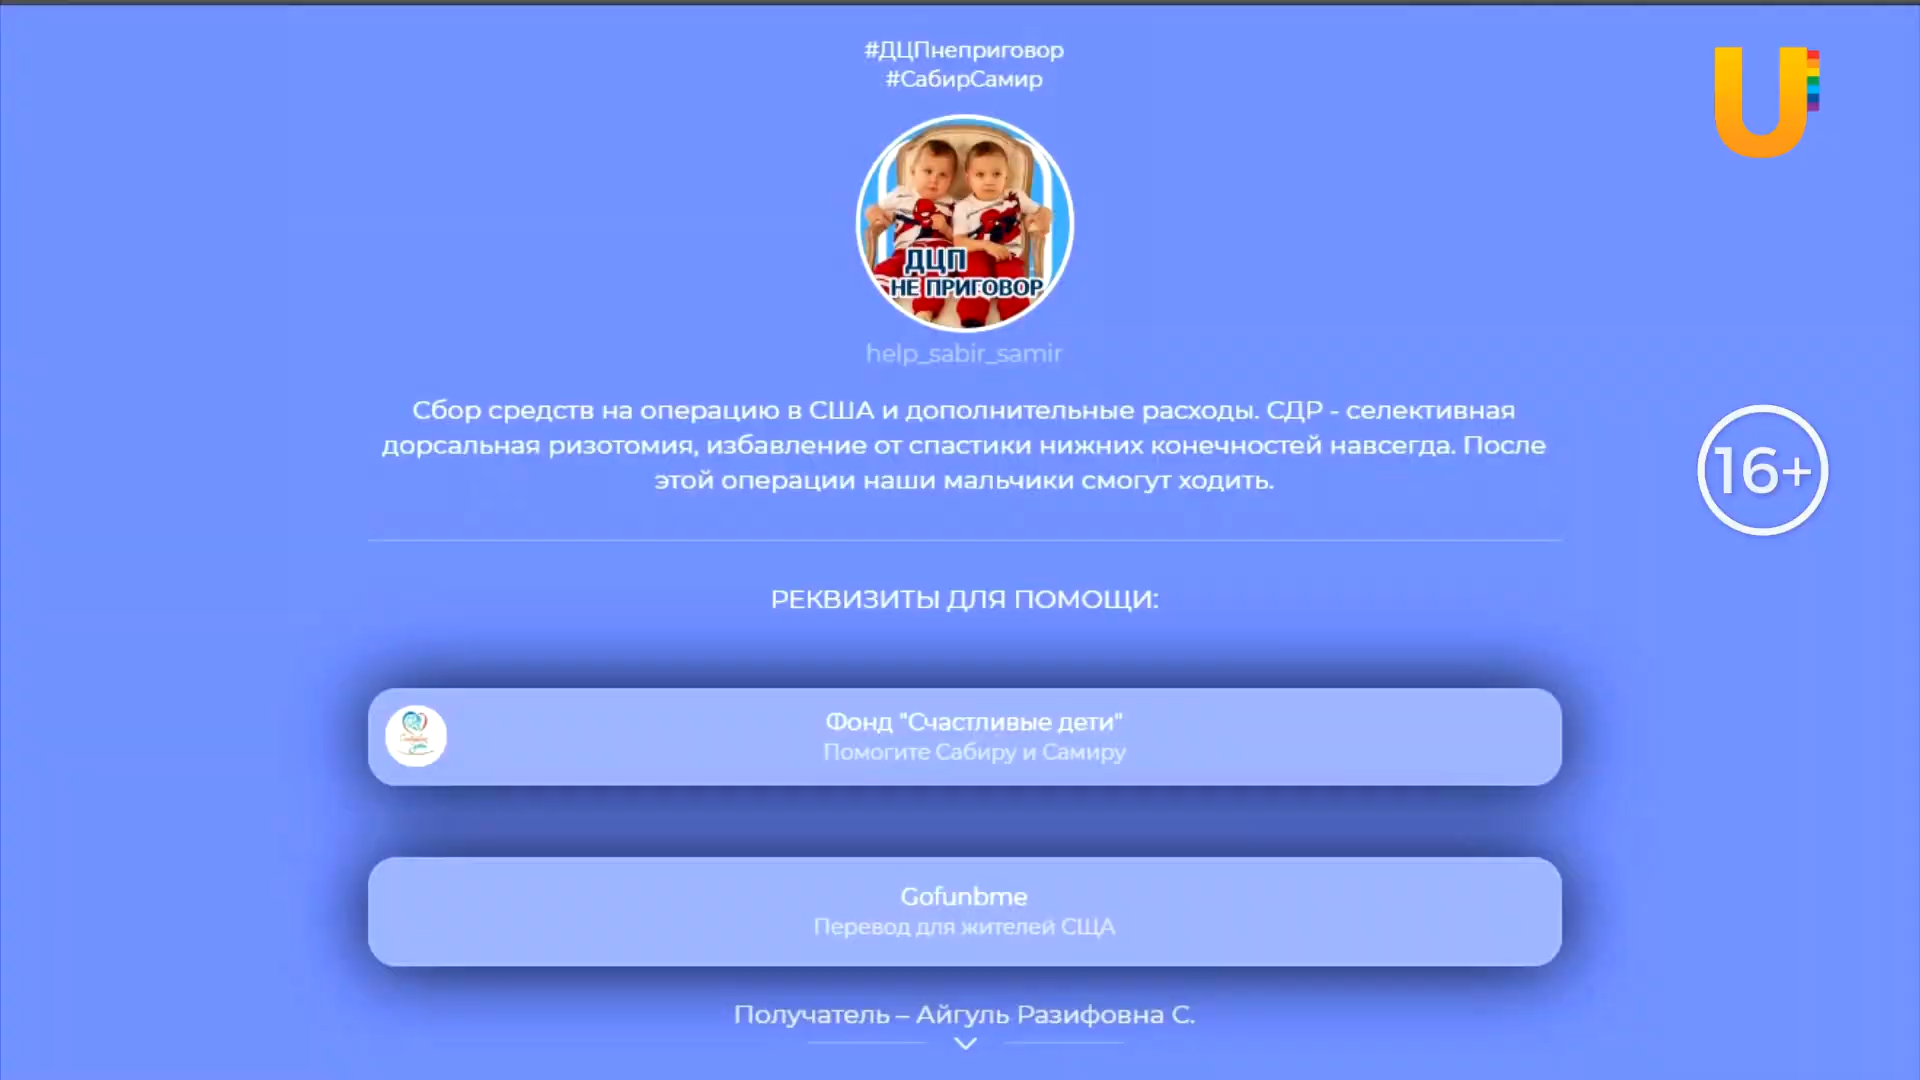 #ДЦПнеприговор
#СабирСамир
U
ДЦП
НЕ ПРИГОВОР
help_sabir_samir
Сбор средств на операцию в США и дополнительные расходы. СДР - селективная
дорсальная ризотомия, избавление от спастики нижних конечностей навсегда. После
этой операции наши мальчики смогут ходить.
16+
РЕКВИЗИТЫ ДЛЯ ПОМОЩИ:
Фонд "Счастливые дети"
Помогите Сабиру и Самиру
Gofunbme
Перевод для жителей СЩА
Получатель – Айгуль Разифовна С.